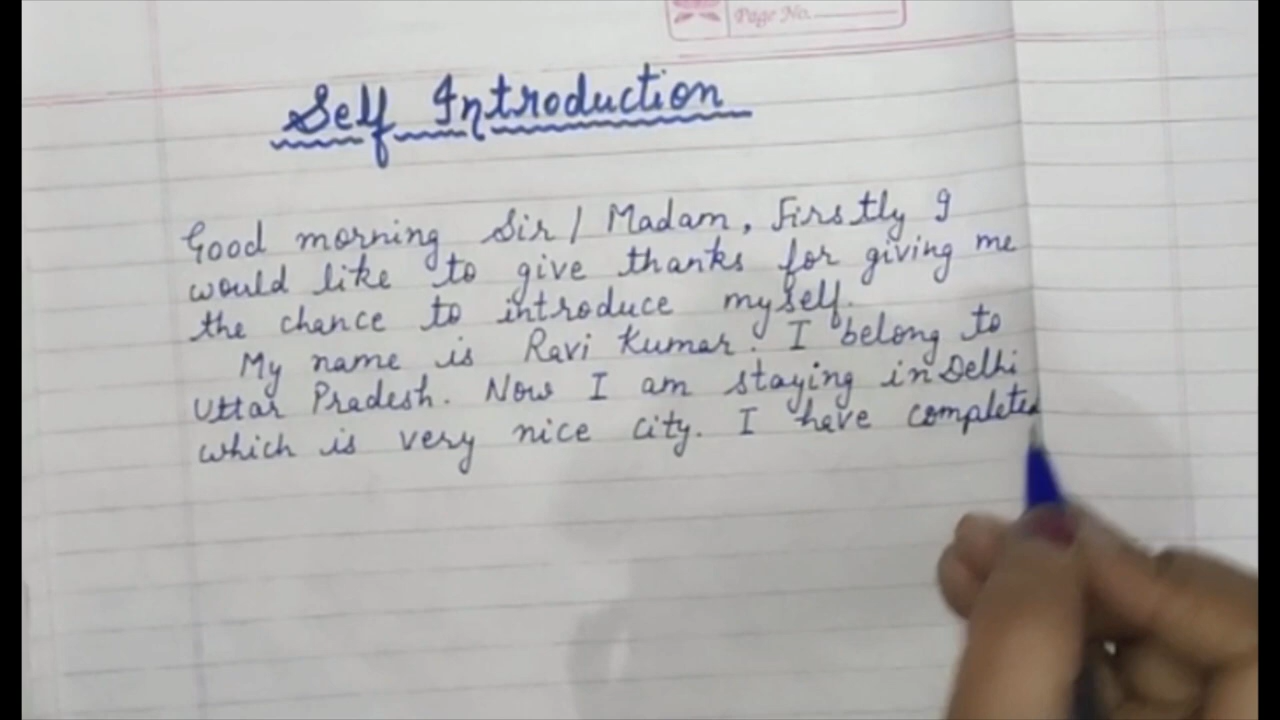 Page No.
Self Introduction
Good morning Sir / Madam, Firstly I
would like to give thanks for giving me
the chance to introduce myself.
My name is Ravi Kumar. I belong to
Uttar Pradesh. Now I am staying in Delhi
which is very nice city. I have completed